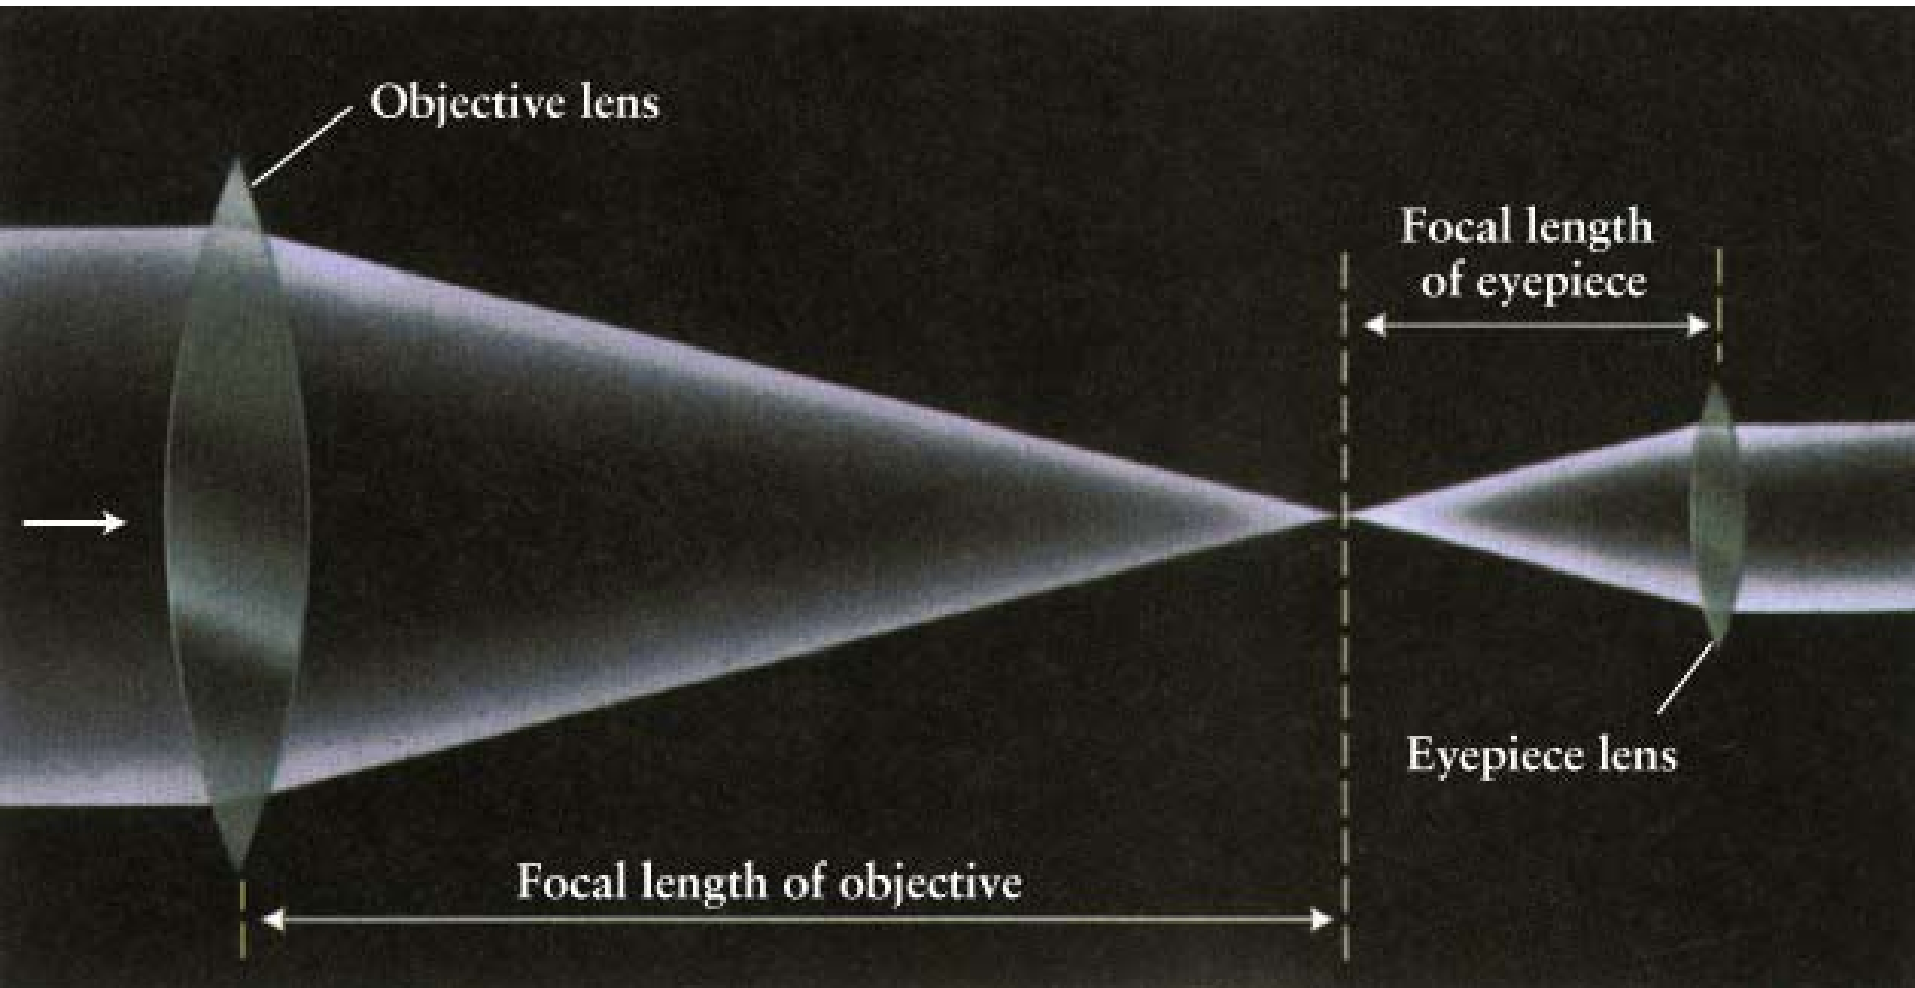 Objective lens
Focal length
of eyepiece
Eyepiece lens
Focal length of objective